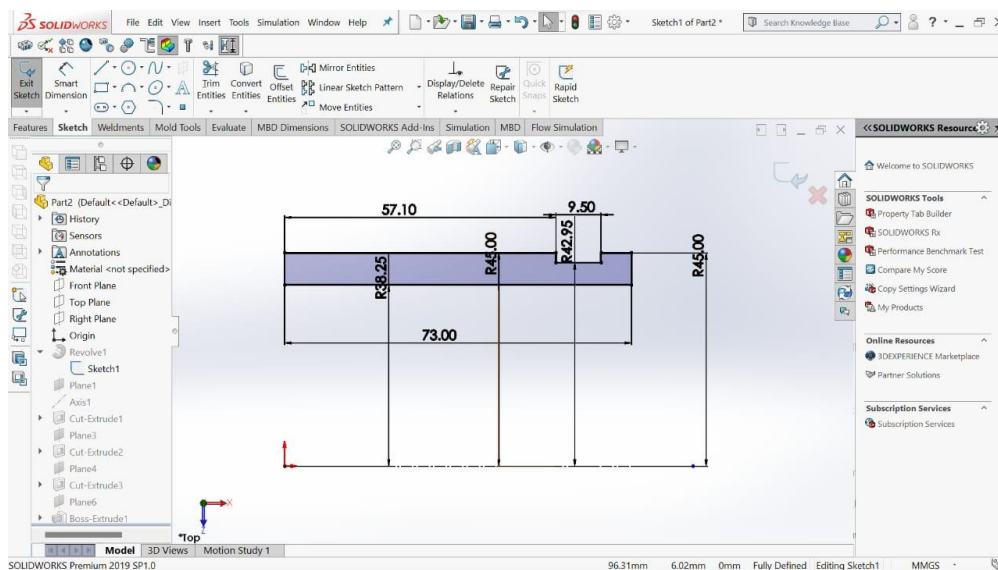 SOLIDWORKS File Edit View Insert Tools Simulation Window Help Sketch1 of Part2 * Search Knowledge Base ?
Exit Sketch
Smart Dimension
Trim Entities
Convert Entities
Offset Entities
Mirror Entities
Linear Sketch Pattern
Move Entities
Display/Delete Relations
Repair Sketch
Quick Snaps
Rapid Sketch
Features Sketch Weldments Mold Tools Evaluate MBD Dimensions SOLIDWORKS Add-Ins Simulation MBD Flow Simulation
Part2 (Default<<Default>_Di
History
Sensors
Annotations
Material <not specified>
Front Plane
Top Plane
Right Plane
Origin
Revolve1
Sketch1
Plane1
Axis1
Cut-Extrude1
Plane3
Cut-Extrude2
Plane4
Cut-Extrude3
Plane6
Boss-Extrude1
57.10
9.50
R38.25
R45.00
R42.95
R45.00
73.00
X
Z
*Top
SOLIDWORKS Resourc
Welcome to SOLIDWORKS
SOLIDWORKS Tools
Property Tab Builder
SOLIDWORKS Rx
Performance Benchmark Test
Compare My Score
Copy Settings Wizard
My Products
Online Resources
3DEXPERIENCE Marketplace
Partner Solutions
Subscription Services
Subscription Services
Model 3D Views Motion Study 1
SOLIDWORKS Premium 2019 SP1.0 96.31mm 6.02mm 0mm Fully Defined Editing Sketch1 MMGS